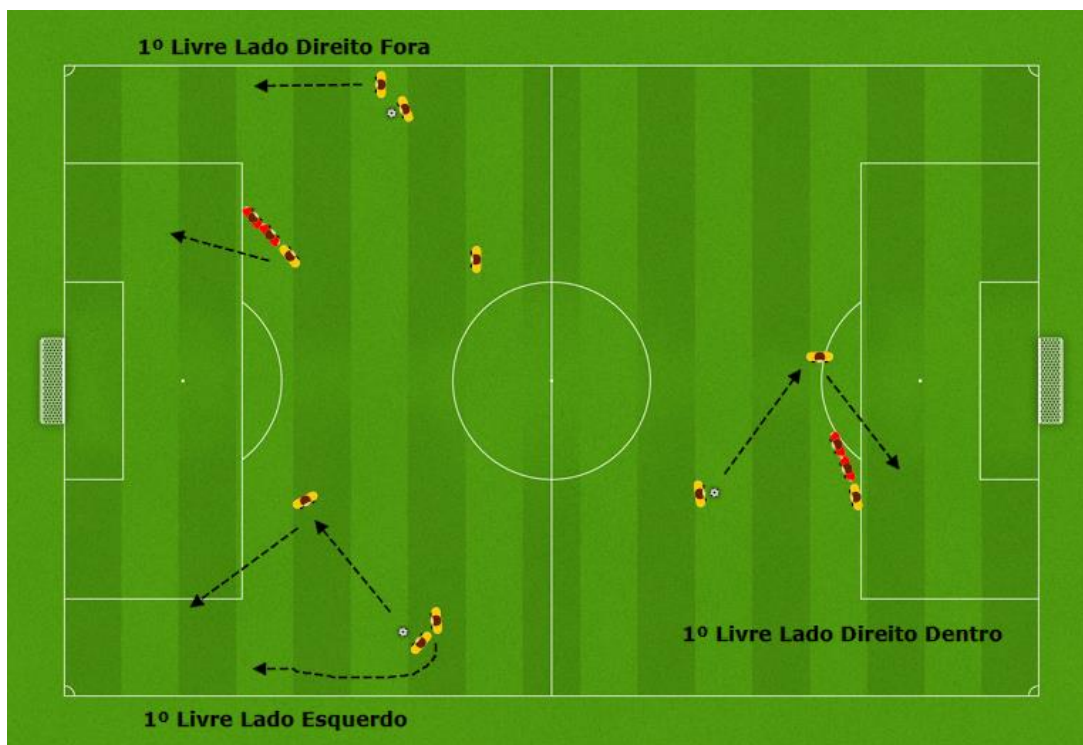 1º Livre Lado Direito Fora
1º Livre Lado Direito Dentro
1º Livre Lado Esquerdo